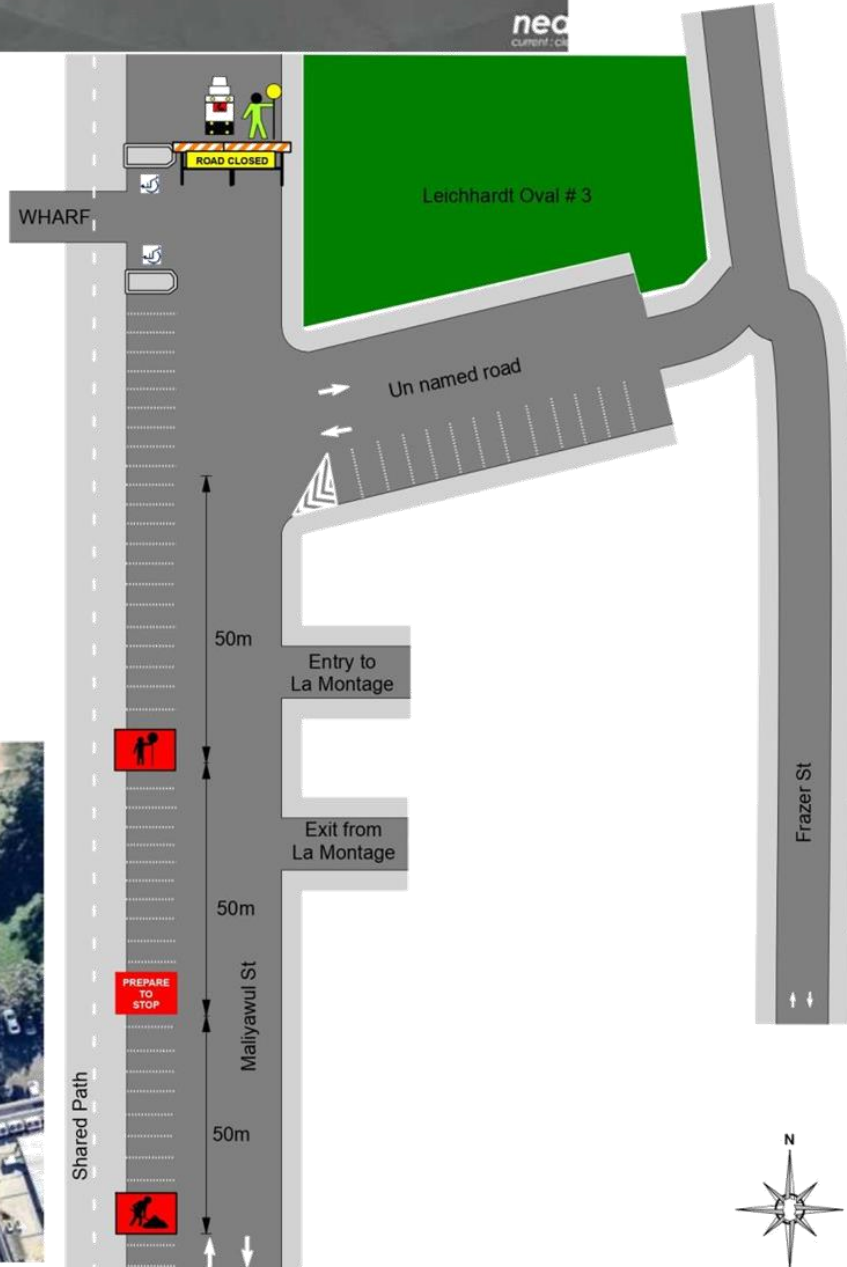 ROAD CLOSED
WHARF
Leichhardt Oval # 3
Un named road
50m
Entry to
La Montage
Exit from
La Montage
50m
Frazer St
PREPARE
TO
STOP
Maliyawul St
Shared Path
50m
N